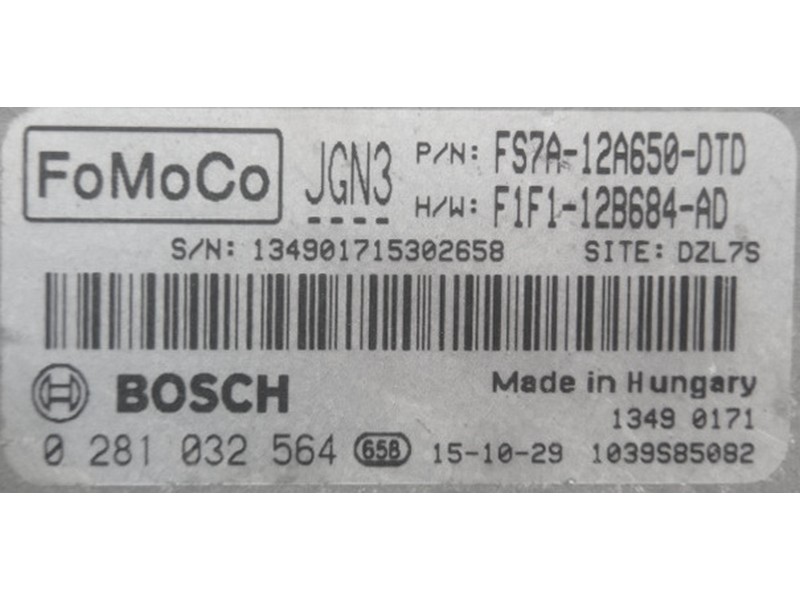 FoMoCo JGN3 P/N: FS7A-12A650-DTD
H/W: F1F1-12B684-AD
S/N: 134901715302658 SITE: DZL7S
BOSCH Made in Hungary
1349 0171
0 281 032 564 65B 15-10-29 1039S85082